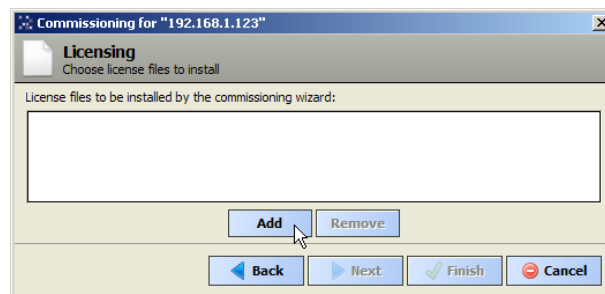 Commissioning for "192.168.1.123"
Licensing
Choose license files to install
License files to be installed by the commissioning wizard:
Add Remove
Back Next Finish Cancel